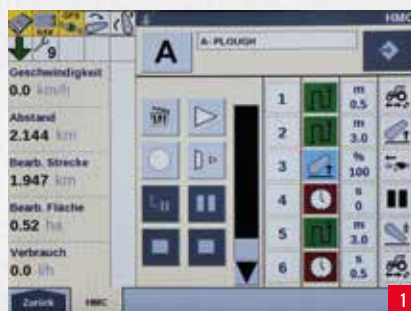 GPS
HMC
9
A
A- PLOUGH
Geschwindigkeit
0.0 km/h
Abstand
2.144 km
Bearb. Strecke
1.947 km
Bearb. Fläche
0.52 ha
Verbrauch
0.0 l/h
1 m 0.5
2 m 3.0
3 % 100
4 s 0
5 m 3.0
6 s 0.5
Zurück
HMC
1